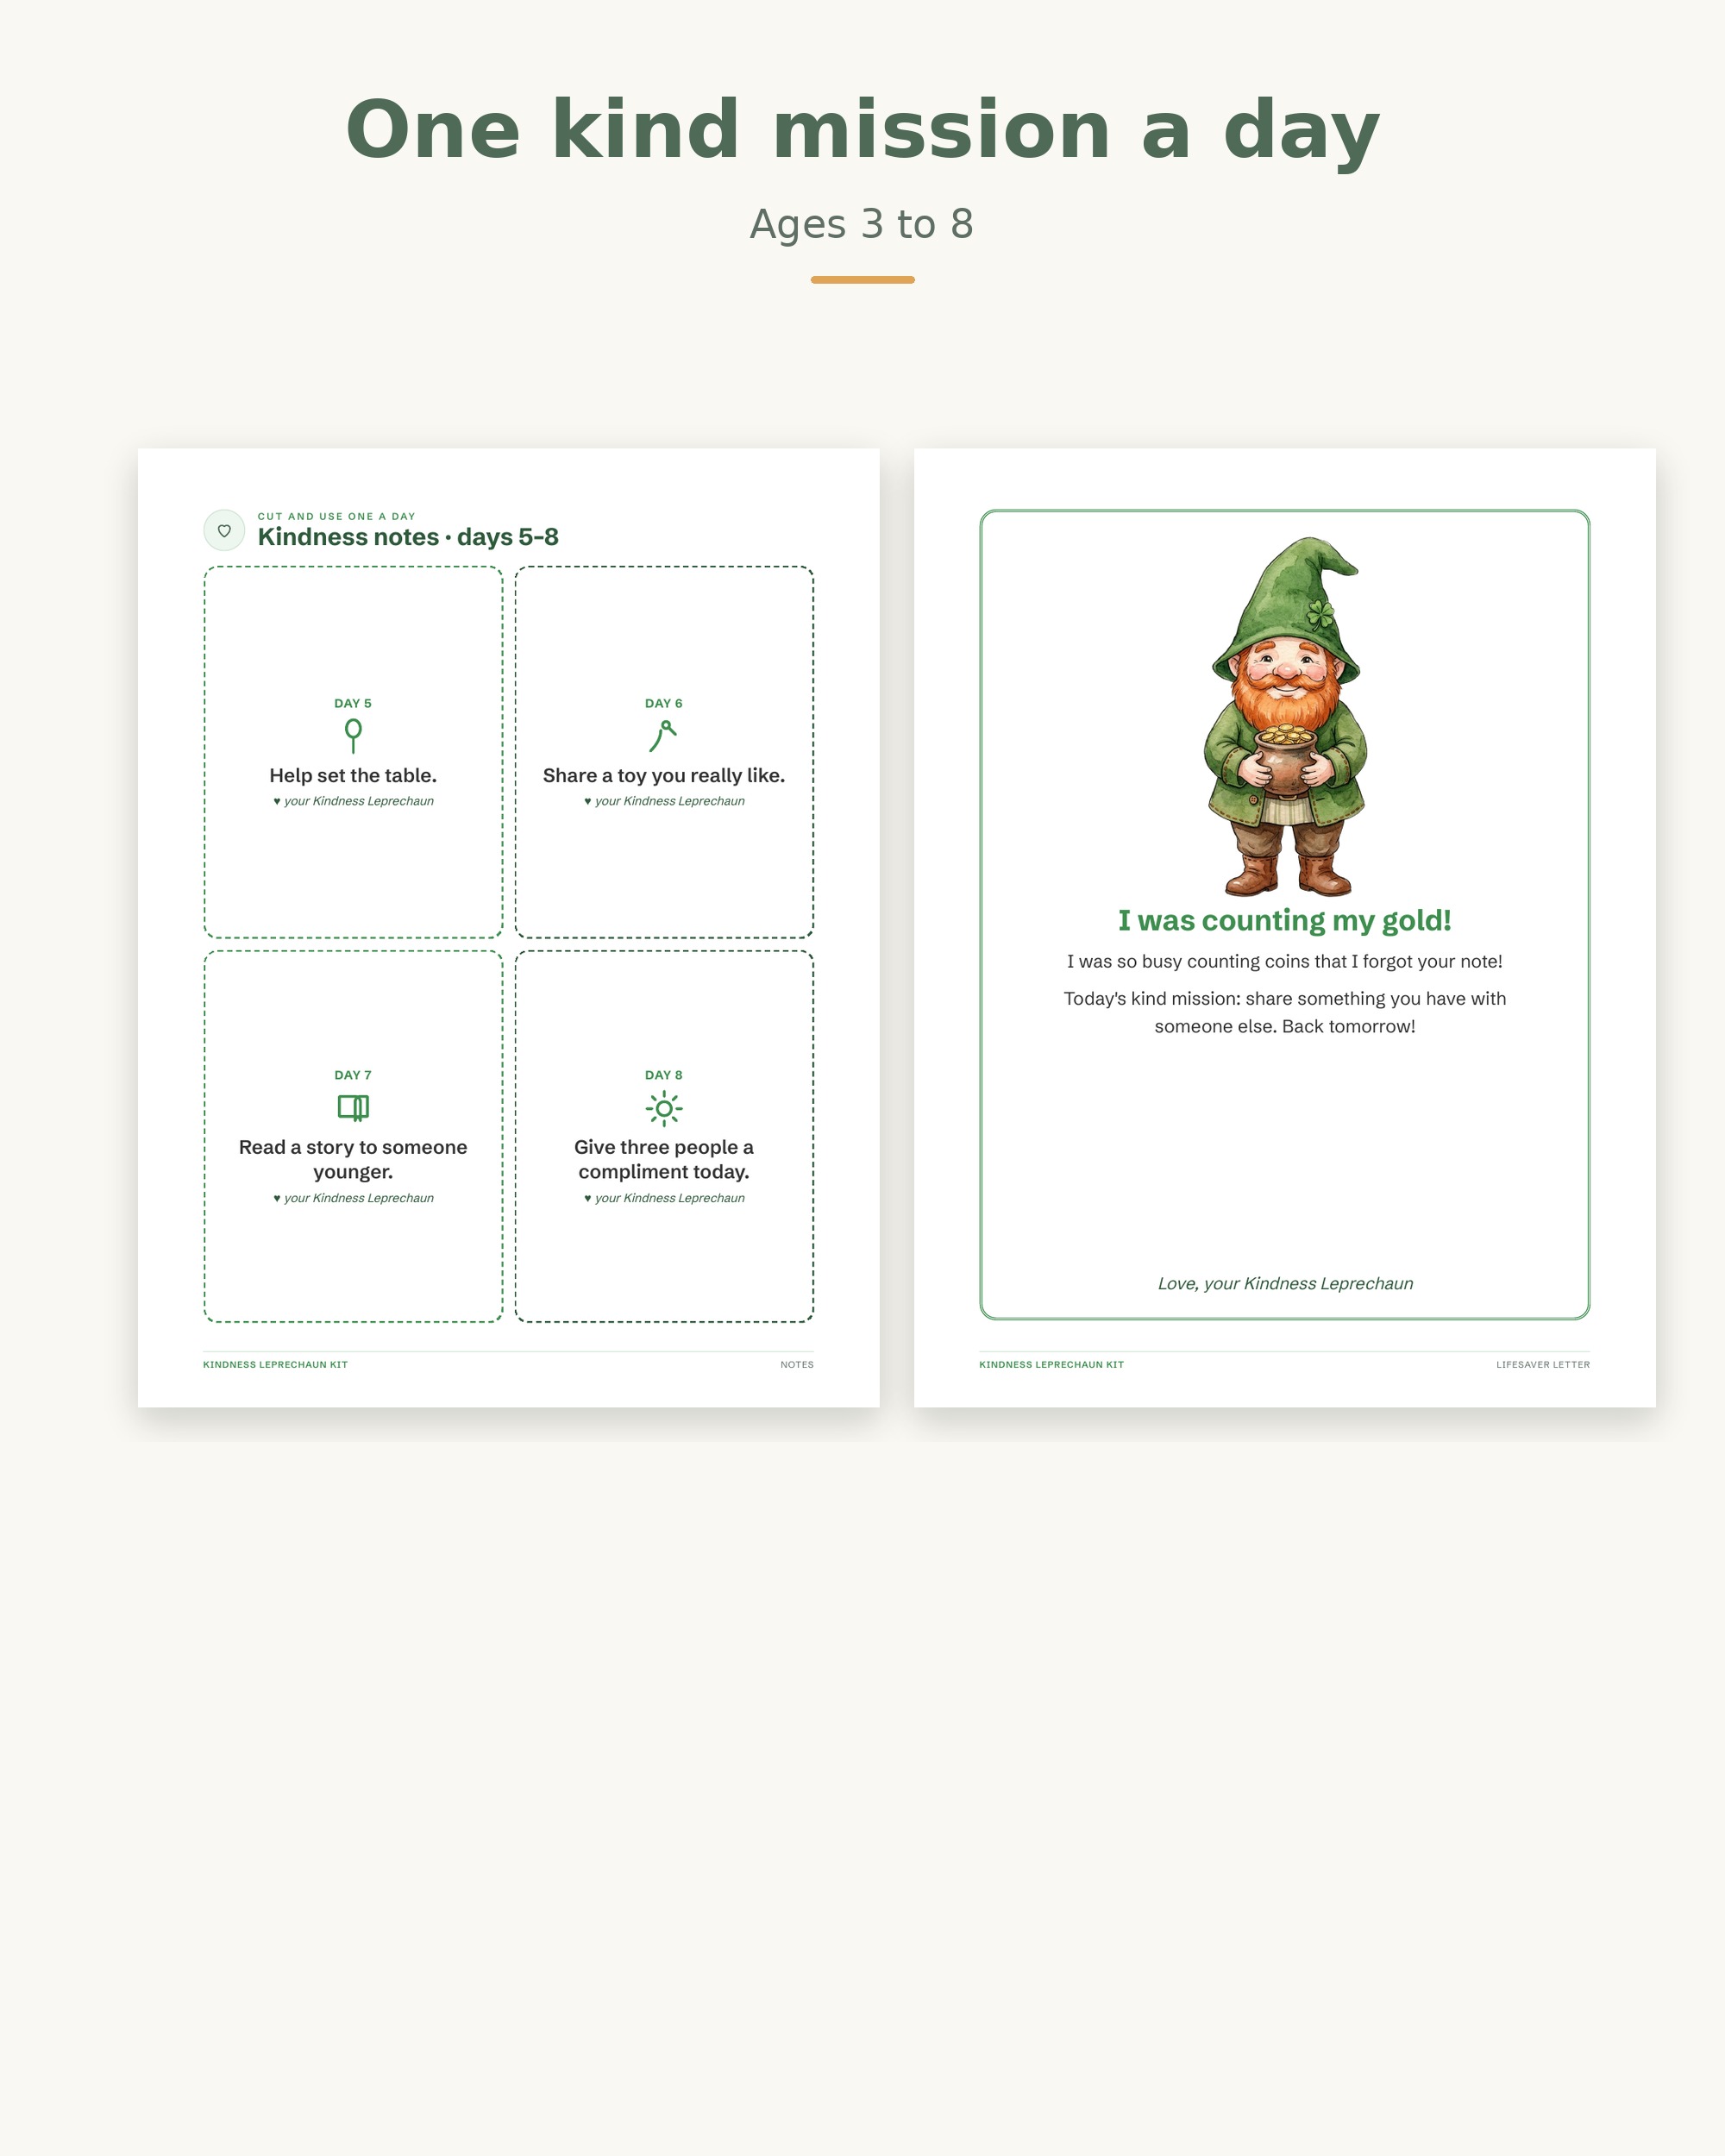 One kind mission a day
Ages 3 to 8
CUT AND USE ONE A DAY
Kindness notes · days 5–8
DAY 5
Help set the table.
♥ your Kindness Leprechaun
DAY 6
Share a toy you really like.
♥ your Kindness Leprechaun
DAY 7
Read a story to someone
younger.
♥ your Kindness Leprechaun
DAY 8
Give three people a
compliment today.
♥ your Kindness Leprechaun
KINDNESS LEPRECHAUN KIT
NOTES
I was counting my gold!
I was so busy counting coins that I forgot your note!
Today's kind mission: share something you have with
someone else. Back tomorrow!
Love, your Kindness Leprechaun
KINDNESS LEPRECHAUN KIT
LIFESAVER LETTER